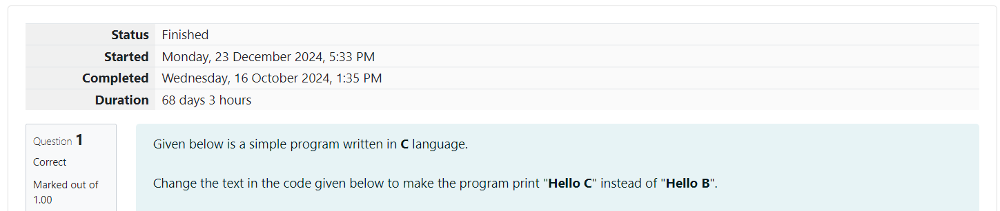 Status Finished
Started Monday, 23 December 2024, 5:33 PM
Completed Wednesday, 16 October 2024, 1:35 PM
Duration 68 days 3 hours
Question 1
Correct
Marked out of
1.00
Given below is a simple program written in C language.
Change the text in the code given below to make the program print "Hello C" instead of "Hello B".